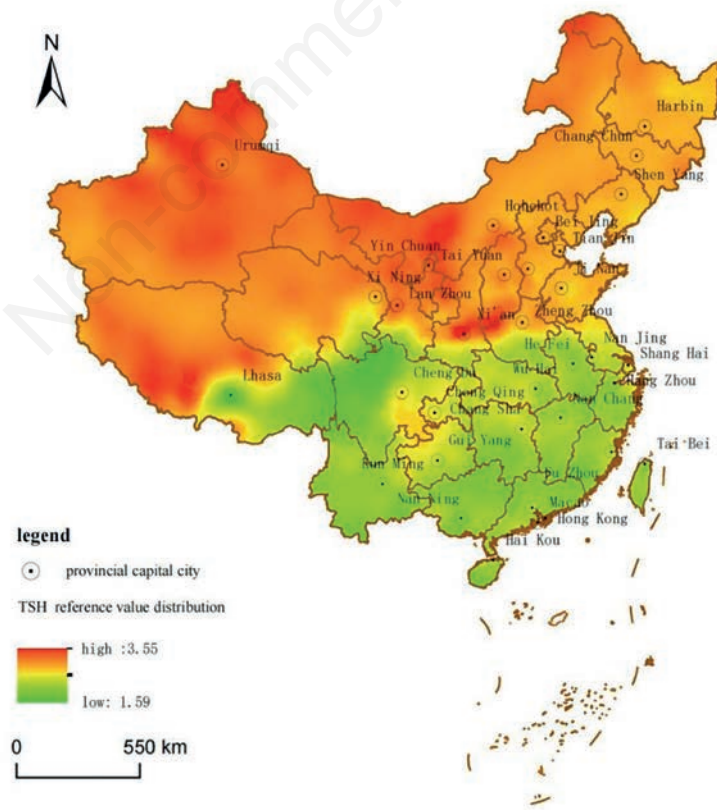 Non-comme
N
Harbin
Urumqi
Chang Chun
Shen Yang
Hohekot
Bei Jing
Tian Jin
Yin Chuan
Tai Yuan
Ji Nan
Xi Ning
Lan Zhou
Xi'an
Zheng Zhou
He Fei
Nan Jing
Shang Hai
Lhasa
Cheng Du
Wu Han
Hang Zhou
Chong Qing
Nan Chang
Chang Sha
Gui Yang
Tai Bei
Kun Ming
Fu Zhou
Nan Ning
Macao
Hong Kong
Hai Kou
legend
provincial capital city
TSH reference value distribution
high :3.55
low: 1.59
0 550 km